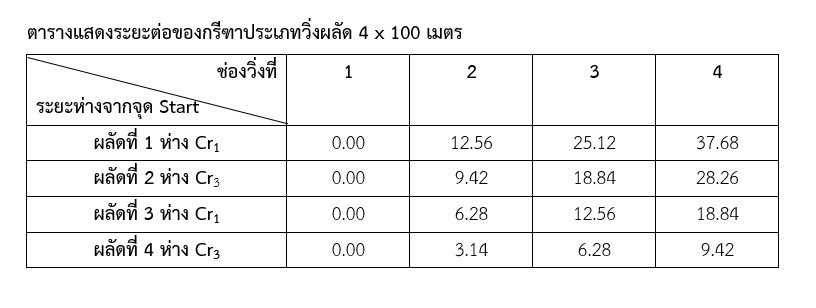 ตารางแสดงระยะต่อของกรีฑาประเภทวิ่งผลัด 4 x 100 เมตร
ช่องวิ่งที่ 1 2 3 4
ระยะห่างจากจุด Start
ผลัดที่ 1 ห่าง Cr₁ 0.00 12.56 25.12 37.68
ผลัดที่ 2 ห่าง Cr₃ 0.00 9.42 18.84 28.26
ผลัดที่ 3 ห่าง Cr₁ 0.00 6.28 12.56 18.84
ผลัดที่ 4 ห่าง Cr₃ 0.00 3.14 6.28 9.42